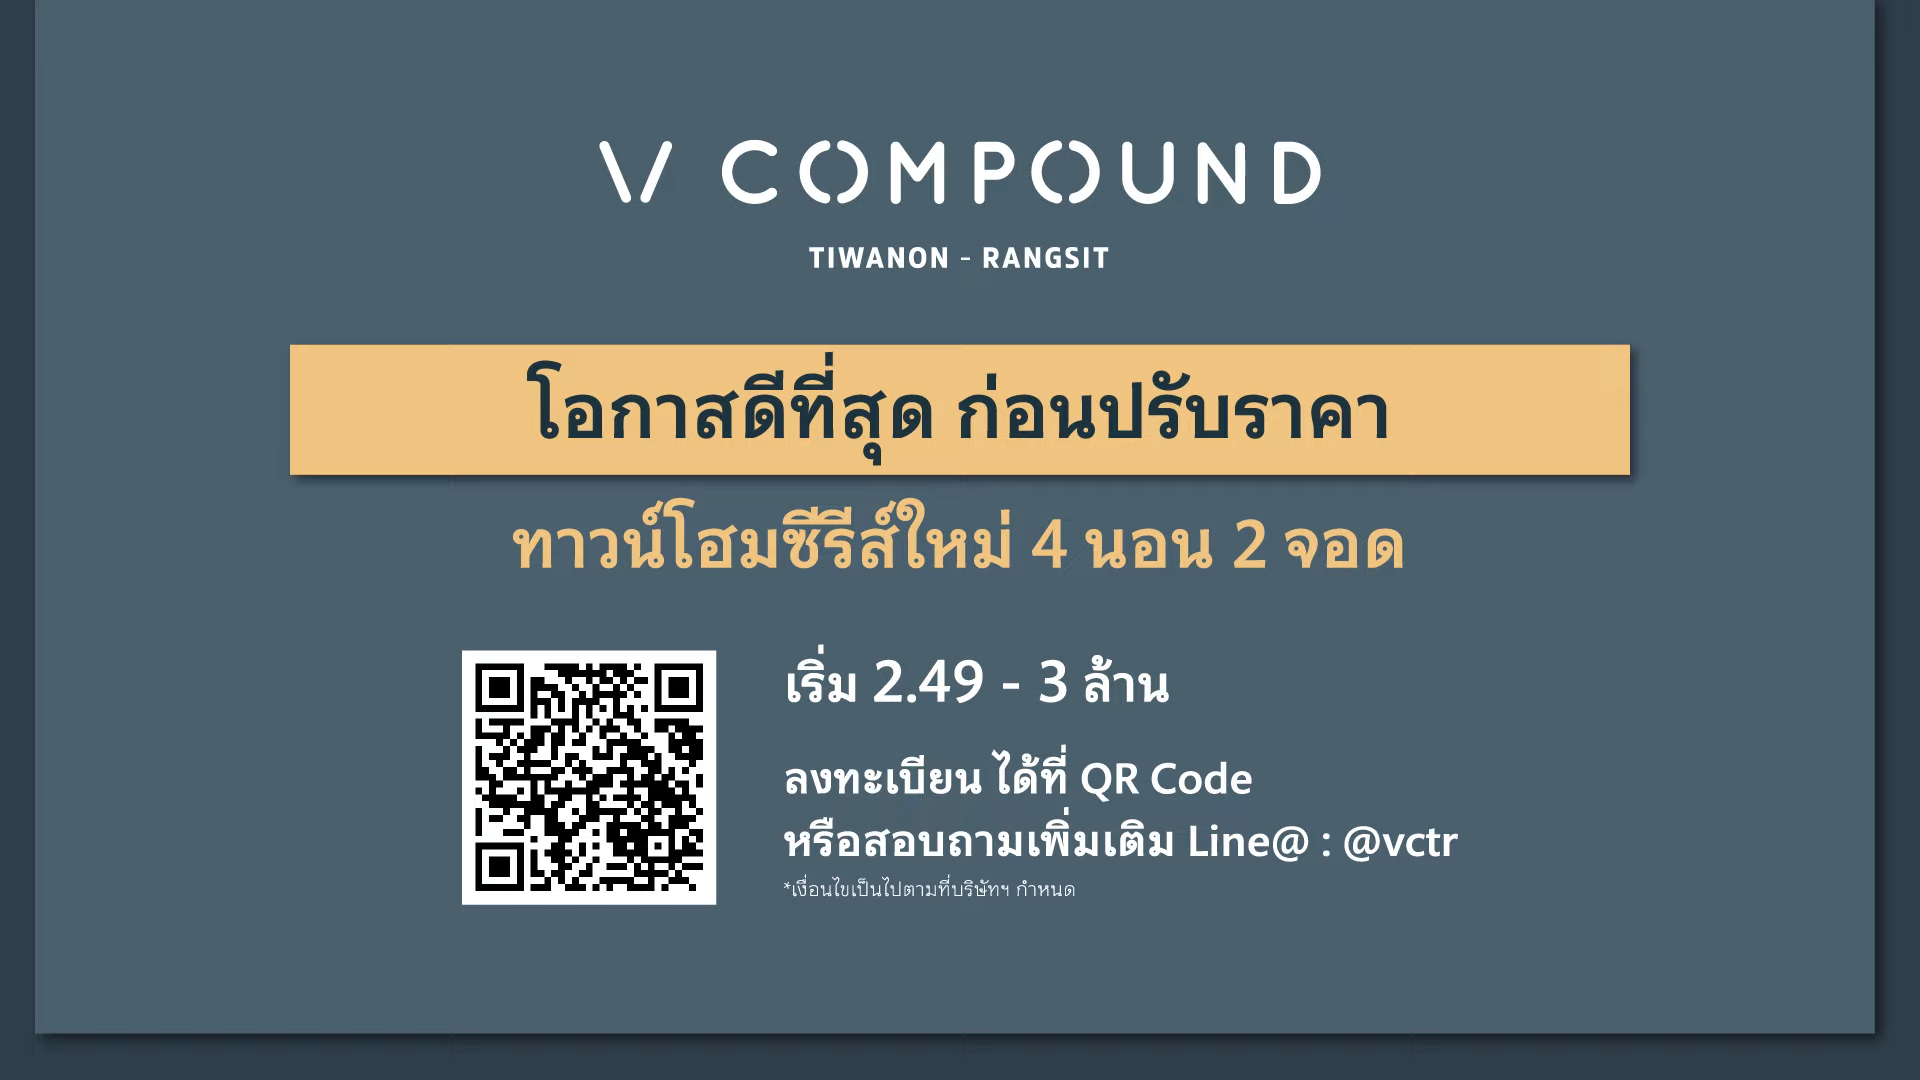 V COMPOUND
TIWANON - RANGSIT
โอกาสดีที่สุด ก่อนปรับราคา
ทาวน์โฮมซีรีส์ใหม่ 4 นอน 2 จอด
เริ่ม 2.49 - 3 ล้าน
ลงทะเบียน ได้ที่ QR Code
หรือสอบถามเพิ่มเติม Line@ : @vctr
*เงื่อนไขเป็นไปตามที่บริษัทฯ กำหนด